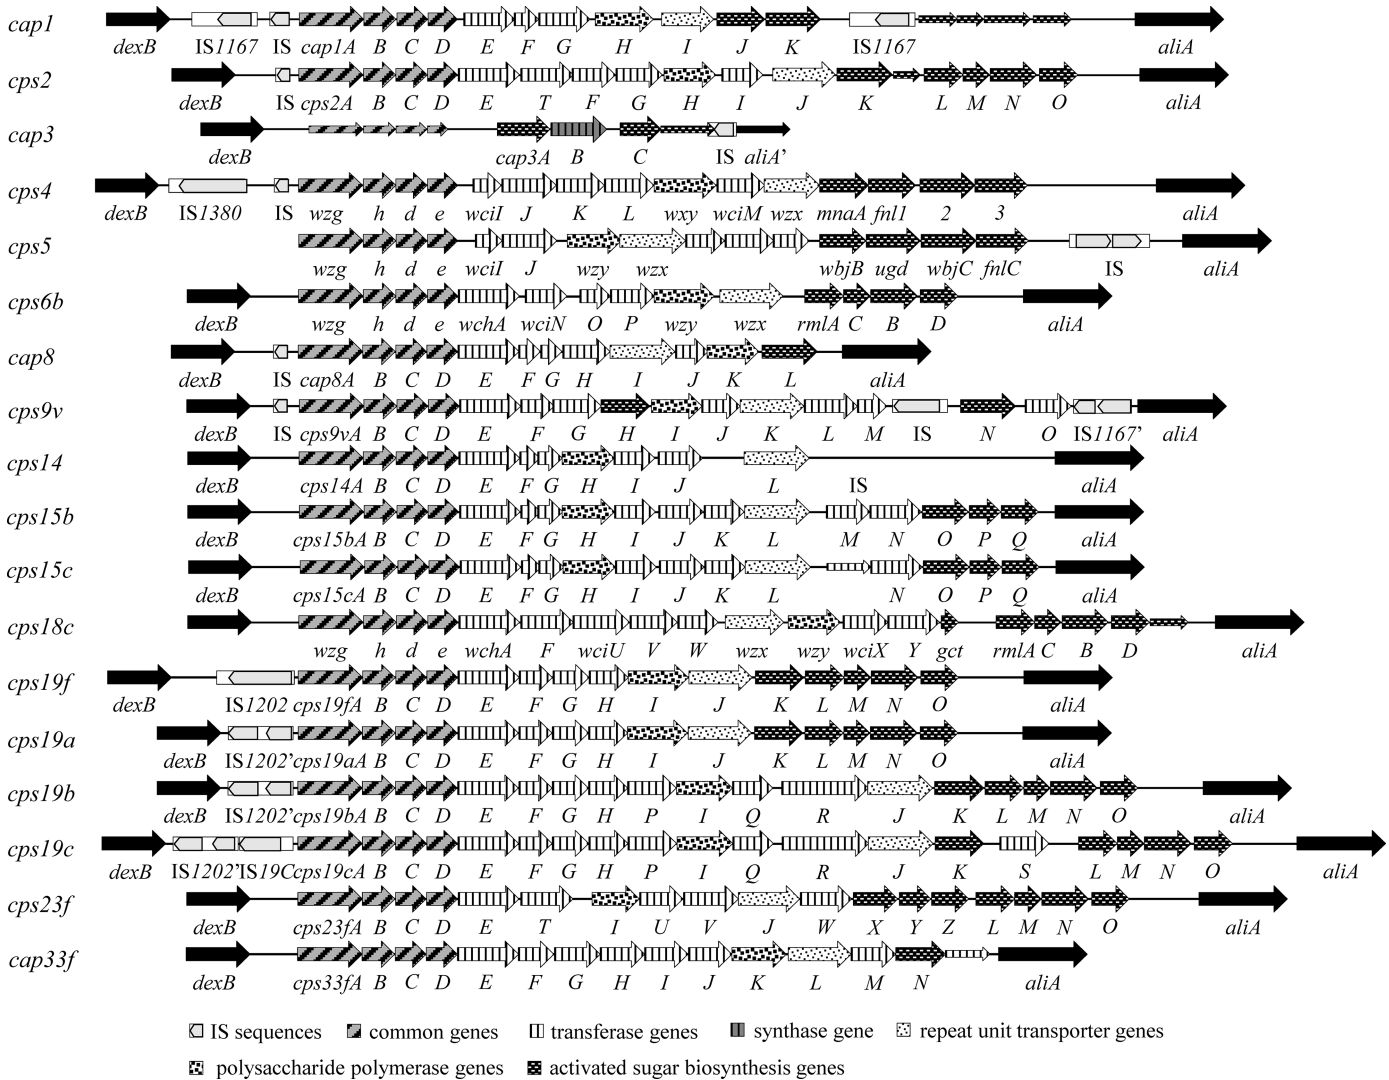 cap1
dexB IS1167 IS cap1A B C D E F G H I J K IS1167 aliA
cps2
dexB IS cps2A B C D E T F G H I J K L M N O aliA
cap3
dexB cap3A B C IS aliA’
cps4
dexB IS1380 IS wzg h d e wciI J K L wxy wciM wzx mnaA fnl1 2 3 aliA
cps5
wzg h d e wciI J wzy wzx wbjB ugd wbjC fnlC IS aliA
cps6b
dexB wzg h d e wchA wciN O P wzy wzx rmlA C B D aliA
cap8
dexB IS cap8A B C D E F G H I J K L aliA
cps9v
dexB IS cps9vA B C D E F G H I J K L M IS N O IS1167’ aliA
cps14
dexB cps14A B C D E F G H I J L IS aliA
cps15b
dexB cps15bA B C D E F G H I J K L M N O P Q aliA
cps15c
dexB cps15cA B C D E F G H I J K L N O P Q aliA
cps18c
dexB wzg h d e wchA F wciU V W wzx wzy wciX Y gct rmlA C B D aliA
cps19f
dexB IS1202 cps19fA B C D E F G H I J K L M N O aliA
cps19a
dexB IS1202’ cps19aA B C D E F G H I J K L M N O aliA
cps19b
dexB IS1202’ cps19bA B C D E F G H P I Q R J K L M N O aliA
cps19c
dexB IS1202’ IS19C cps19cA B C D E F G H P I Q R J K S L M N O aliA
cps23f
dexB cps23fA B C D E T I U V J W X Y Z L M N O aliA
cap33f
dexB cps33fA B C D E F G H I J K L M N aliA
IS sequences common genes transferase genes synthase gene repeat unit transporter genes
polysaccharide polymerase genes activated sugar biosynthesis genes